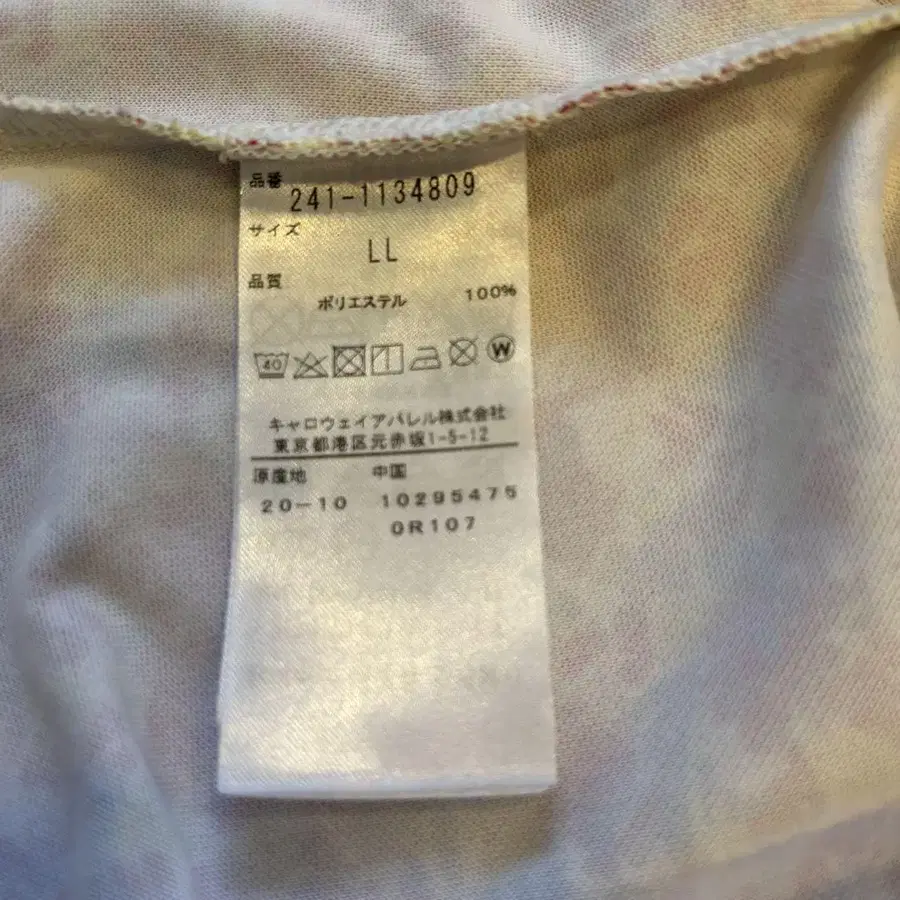 品番 241-1134809
サイズ
LL
品質
ポリエステル 100%
40 W
キャロウェイアパレル株式会社
東京都港区元赤坂1-5-12
原産地 中国
20-10 10295475
0R107